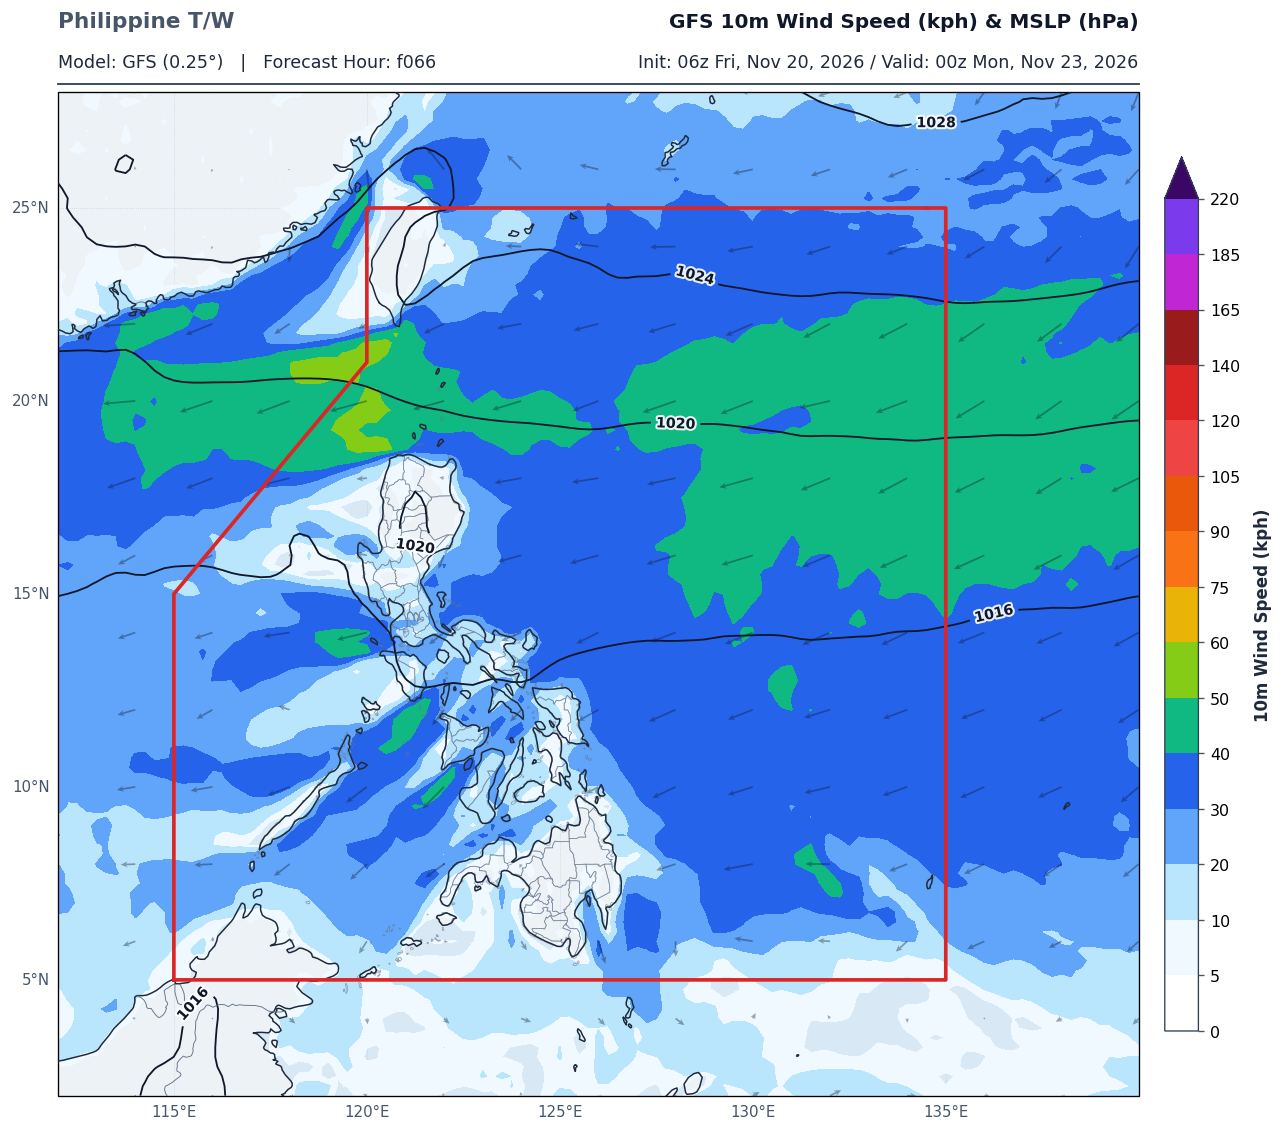 Philippine T/W
GFS 10m Wind Speed (kph) & MSLP (hPa)
Model: GFS (0.25°) | Forecast Hour: f066
Init: 06z Fri, Nov 20, 2026 / Valid: 00z Mon, Nov 23, 2026
1028
1024
1020
1020
1016
1016
25°N
20°N
15°N
10°N
5°N
115°E
120°E
125°E
130°E
135°E
220
185
165
140
120
105
90
75
60
50
40
30
20
10
5
0
10m Wind Speed (kph)